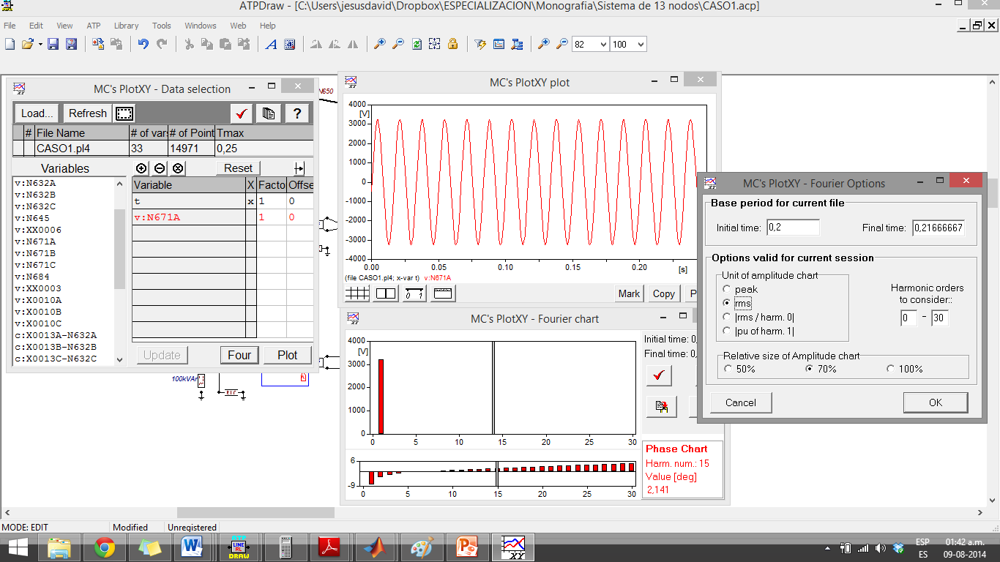 ATPDraw - [C:\Users\jesusdavid\Dropbox\ESPECIALIZACION\Monografia\Sistema de 13 nodos\CASO1.acp]
File Edit View ATP Library Tools Windows Web Help
82 100
MC's PlotXY - Data selection
Load... Refresh ?
# File Name # of var # of Point Tmax
CASO1.pl4 33 14971 0,25
Variables Reset
v:N632A
v:N632B
v:N632C
v:N645
v:XX0006
v:N671A
v:N671B
v:N671C
v:N684
v:XX0003
v:X0010A
v:X0010B
v:X0010C
c:X0013A-N632A
c:X0013B-N632B
c:X0013C-N632C
Variable X Facto Offse
t x 1 0
v:N671A 1 0
Update Four Plot
N650
100kVAr
RLC
MC's PlotXY plot
4000
[V]
3000
2000
1000
0
-1000
-2000
-3000
-4000
0.00 0.05 0.10 0.15 0.20 [s]
(file CASO1.pl4; x-var t) v:N671A
Mark Copy P
MC's PlotXY - Fourier chart
4000
[V]
3000
2000
1000
0
0 5 10 15 20 25 30
6
-9
0 5 10 15 20 25 30
Initial time: 0,
Final time: 0,
Phase Chart
Harm. num.: 15
Value [deg]
2,141
MC's PlotXY - Fourier Options
Base period for current file
Initial time: 0,2 Final time: 0,21666667
Options valid for current session
Unit of amplitude chart
peak
rms
|rms / harm. 0|
|pu of harm. 1|
Harmonic orders
to consider::
0 - 30
Relative size of Amplitude chart
50% 70% 100%
Cancel OK
MODE: EDIT Modified Unregistered
LINE
RL
DRAW
XY
ESP
ES
01:42 a.m.
09-08-2014